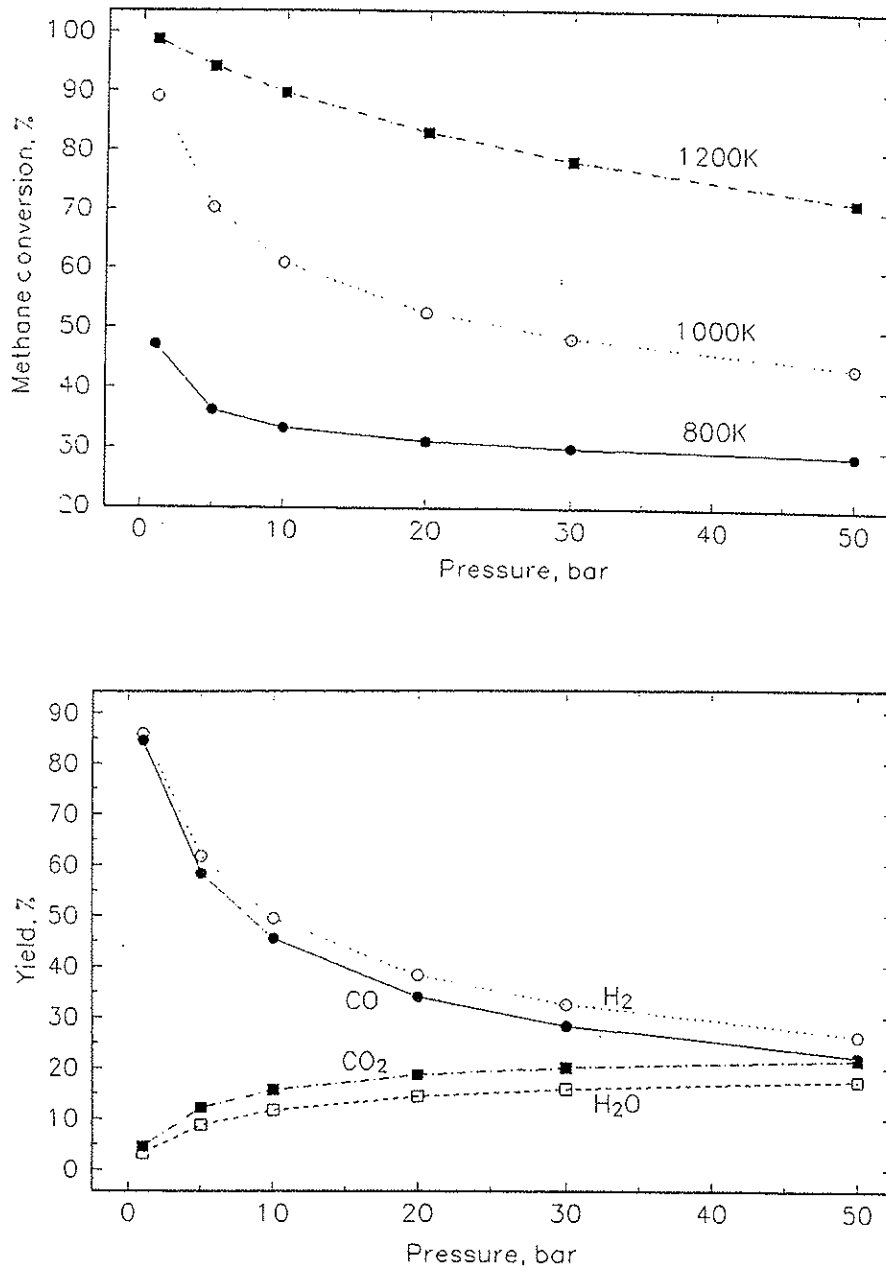 100
90
80
70
60
50
40
30
20
Methane conversion, %
1200K
1000K
800K
0 10 20 30 40 50
Pressure, bar
90
80
70
60
50
40
30
20
10
0
Yield, %
CO
H₂
CO₂
H₂O
0 10 20 30 40 50
Pressure, bar